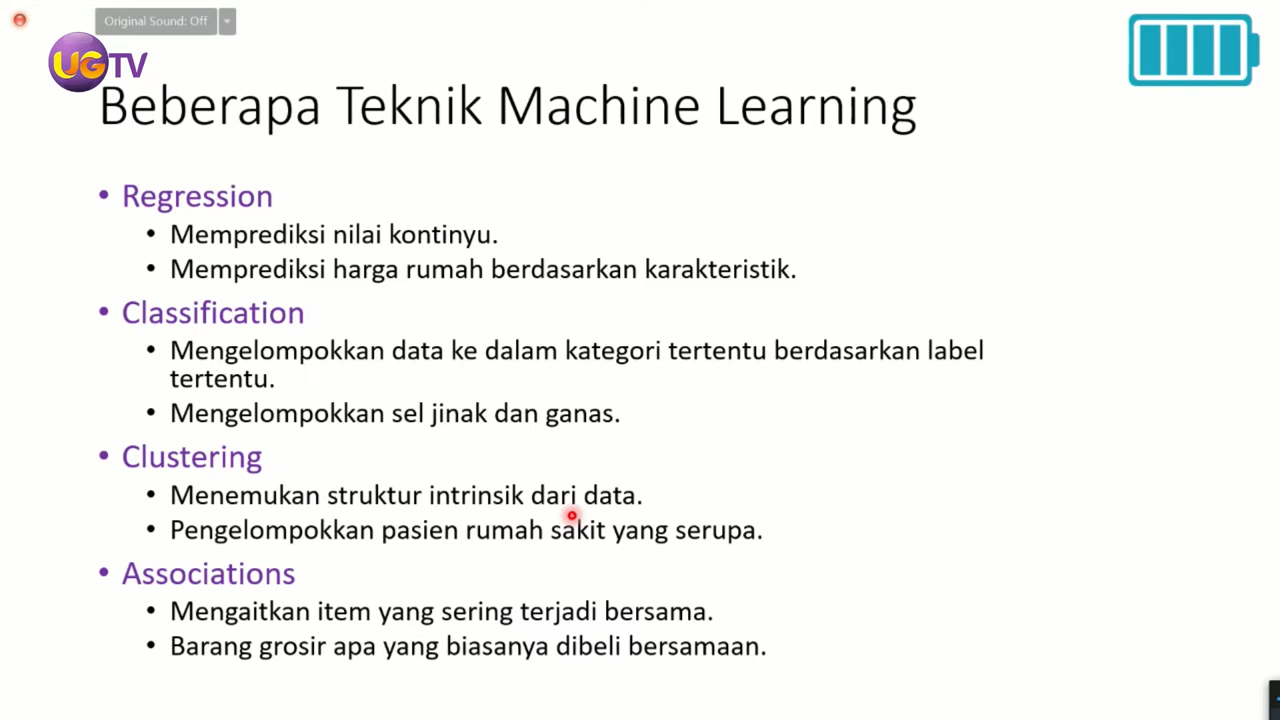 Original Sound: Off
UGTV
Beberapa Teknik Machine Learning
• Regression
• Memprediksi nilai kontinyu.
• Memprediksi harga rumah berdasarkan karakteristik.
• Classification
• Mengelompokkan data ke dalam kategori tertentu berdasarkan label
tertentu.
• Mengelompokkan sel jinak dan ganas.
• Clustering
• Menemukan struktur intrinsik dari data.
• Pengelompokkan pasien rumah sakit yang serupa.
• Associations
• Mengaitkan item yang sering terjadi bersama.
• Barang grosir apa yang biasanya dibeli bersamaan.